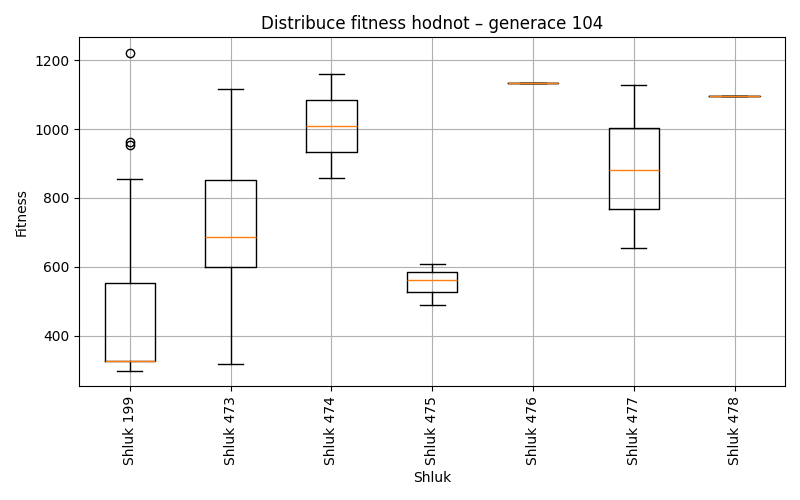 Distribuce fitness hodnot – generace 104
Fitness
1200
1000
800
600
400
Shluk 199
Shluk 473
Shluk 474
Shluk 475
Shluk 476
Shluk 477
Shluk 478
Shluk